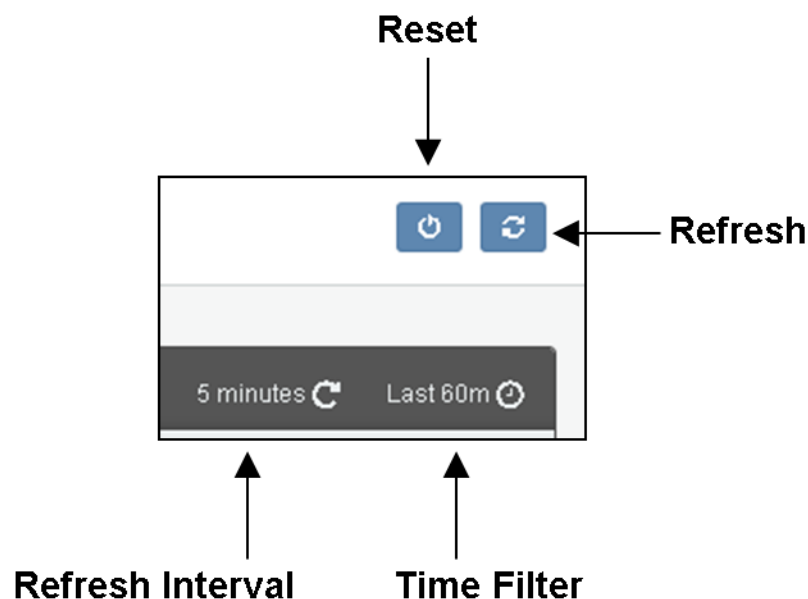 Reset
Refresh
5 minutes
Last 60m
Refresh Interval
Time Filter